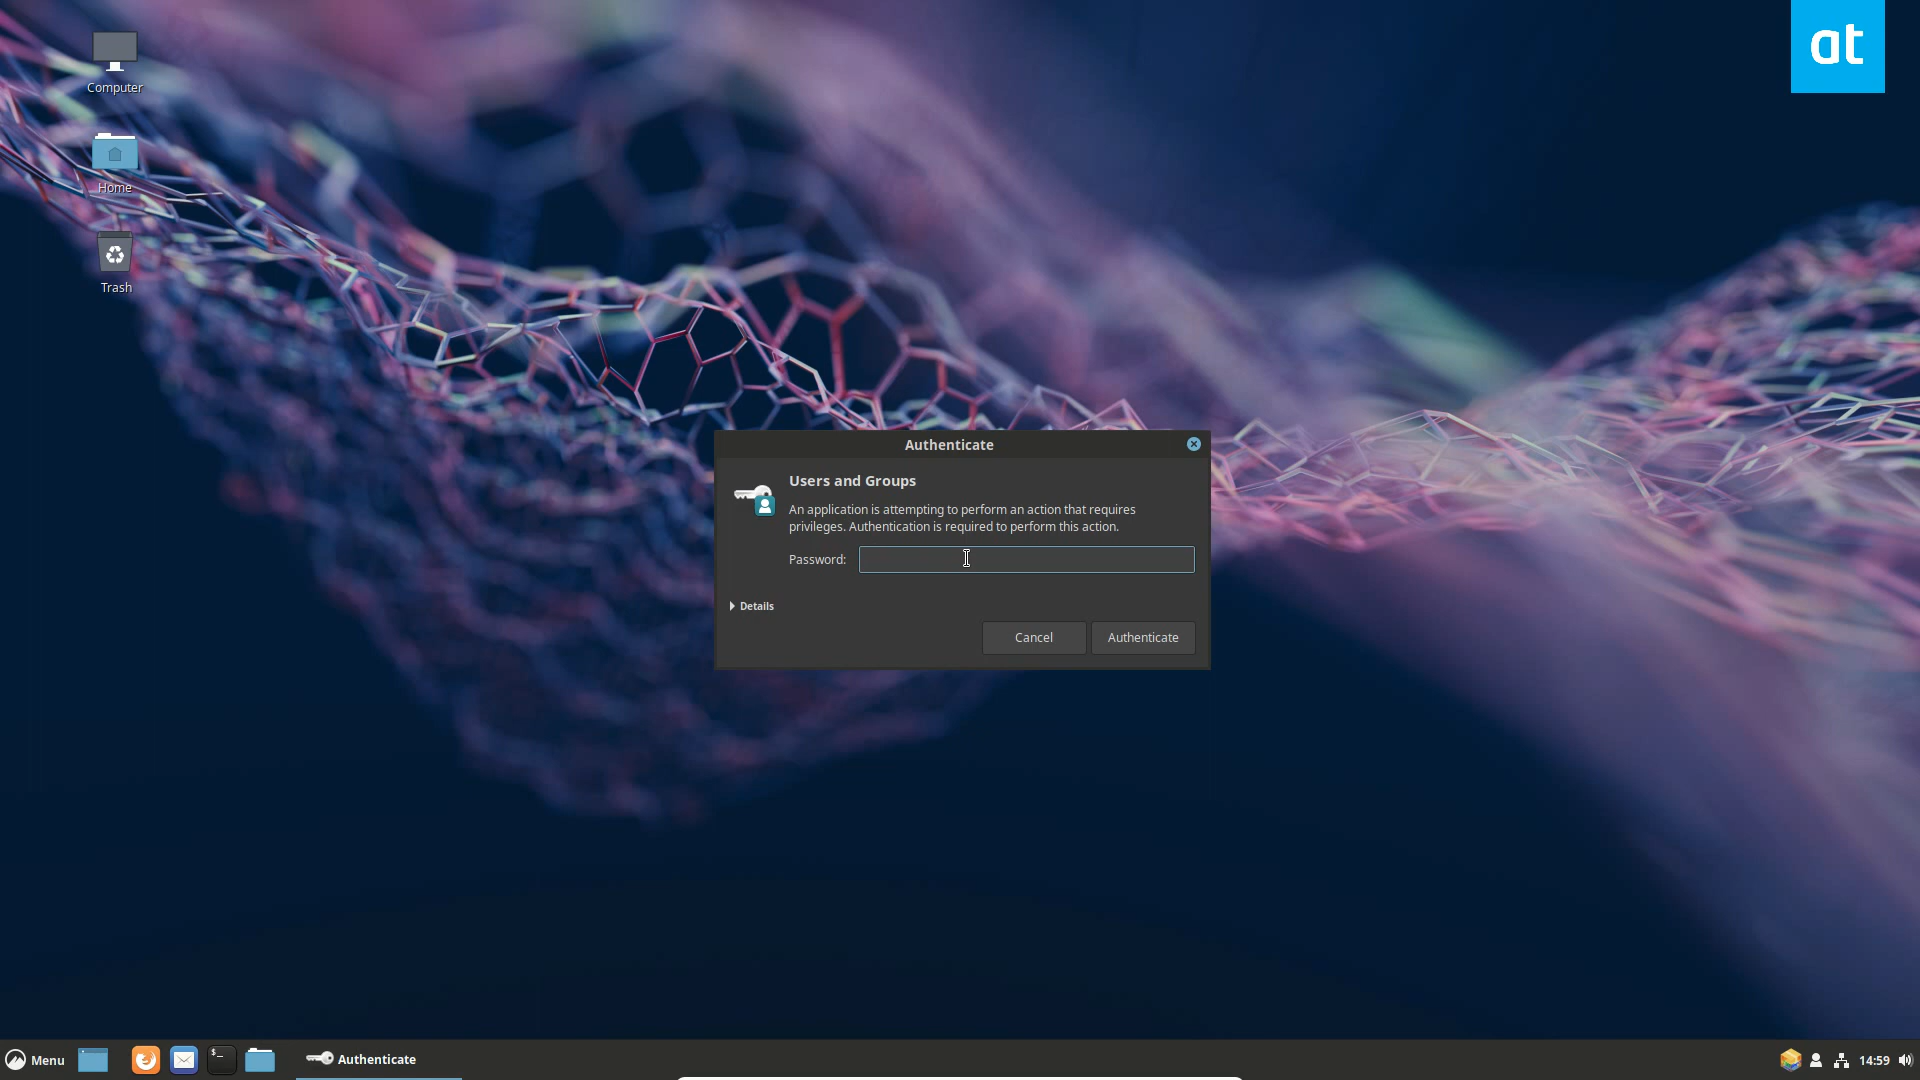 at
Computer
Home
Trash
Authenticate
Users and Groups
An application is attempting to perform an action that requires
privileges. Authentication is required to perform this action.
Password:
Details
Cancel
Authenticate
Menu
$_
Authenticate
14:59